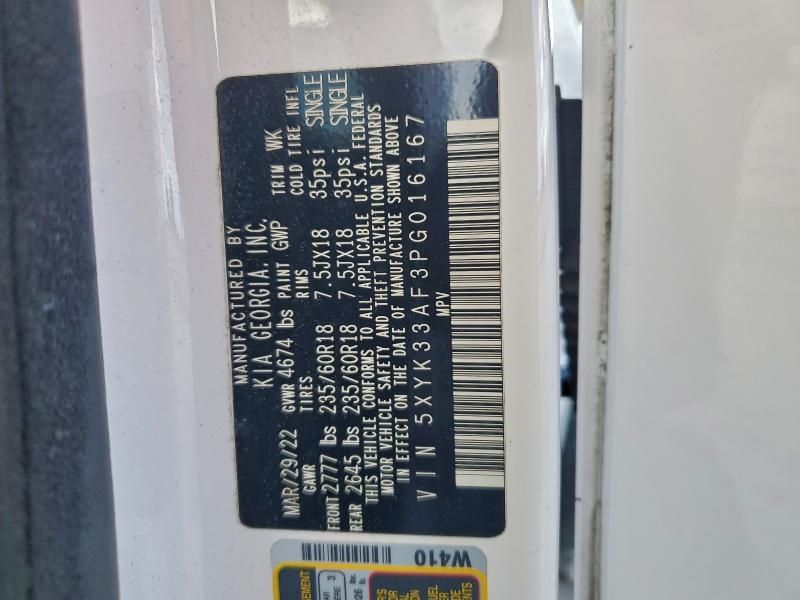 MANUFACTURED BY
KIA GEORGIA, INC.
MAR/29/22 GVWR 4674 lbs PAINT GWP TRIM WK
GAWR TIRES RIMS COLD TIRE INFL
FRONT 2777 lbs 235/60R18 7.5JX18 35psi SINGLE
REAR 2645 lbs 235/60R18 7.5JX18 35psi SINGLE
THIS VEHICLE CONFORMS TO ALL APPLICABLE U.S.A. FEDERAL
MOTOR VEHICLE SAFETY AND THEFT PREVENTION STANDARDS
IN EFFECT ON THE DATE OF MANUFACTURE SHOWN ABOVE
VIN 5XYK33AF3PG016167
MPV
W410